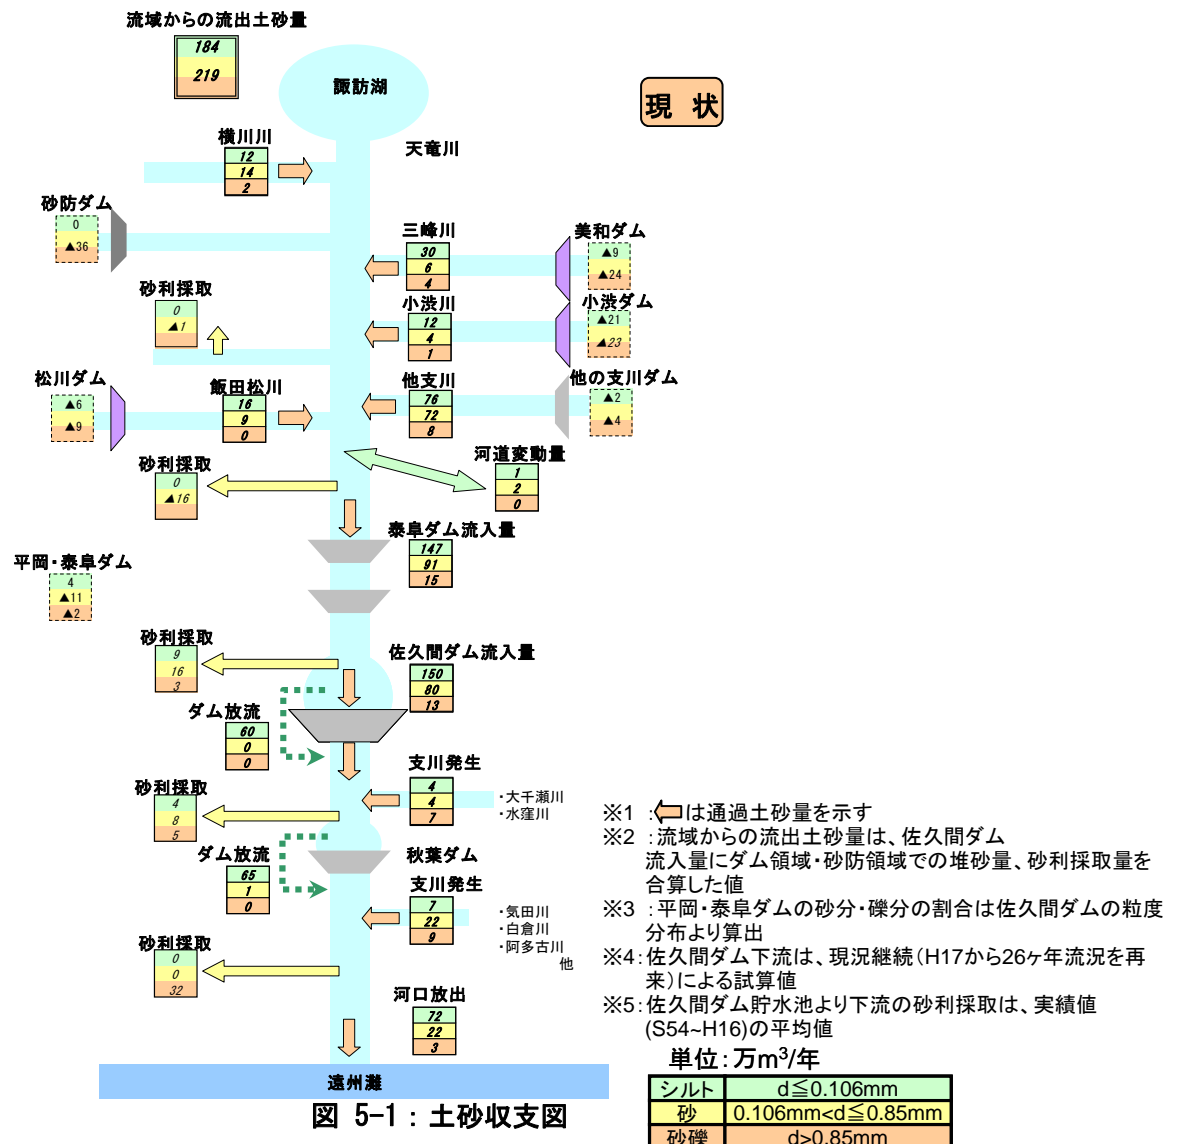 流域からの流出土砂量
184
219
諏訪湖
現 状
天竜川
横川川
12
14
2
砂防ダム
0
▲36
三峰川
30
6
4
美和ダム
▲9
▲24
砂利採取
0
▲1
小渋川
12
4
1
小渋ダム
▲21
▲23
松川ダム
▲6
▲9
飯田松川
16
9
0
他支川
76
72
8
他の支川ダム
▲2
▲4
砂利採取
0
▲16
河道変動量
1
2
0
泰阜ダム流入量
147
91
15
平岡・泰阜ダム
4
▲11
▲2
砂利採取
9
16
3
佐久間ダム流入量
150
80
13
ダム放流
60
0
0
支川発生
4
4
7
・大千瀬川
・水窪川
砂利採取
4
8
5
ダム放流
65
1
0
秋葉ダム
支川発生
7
22
9
・気田川
・白倉川
・阿多古川
他
砂利採取
0
0
32
河口放出
72
22
3
遠州灘
※1 :⇦は通過土砂量を示す
※2 :流域からの流出土砂量は、佐久間ダム
流入量にダム領域・砂防領域での堆砂量、砂利採取量を
合算した値
※3 :平岡・泰阜ダムの砂分・礫分の割合は佐久間ダムの粒度
分布より算出
※4:佐久間ダム下流は、現況継続(H17から26ヶ年流況を再
来)による試算値
※5:佐久間ダム貯水池より下流の砂利採取は、実績値
(S54~H16)の平均値
単位:万m³/年
シルト d≦0.106mm
砂 0.106mm<d≦0.85mm
砂礫 d>0.85mm
図 5-1:土砂収支図